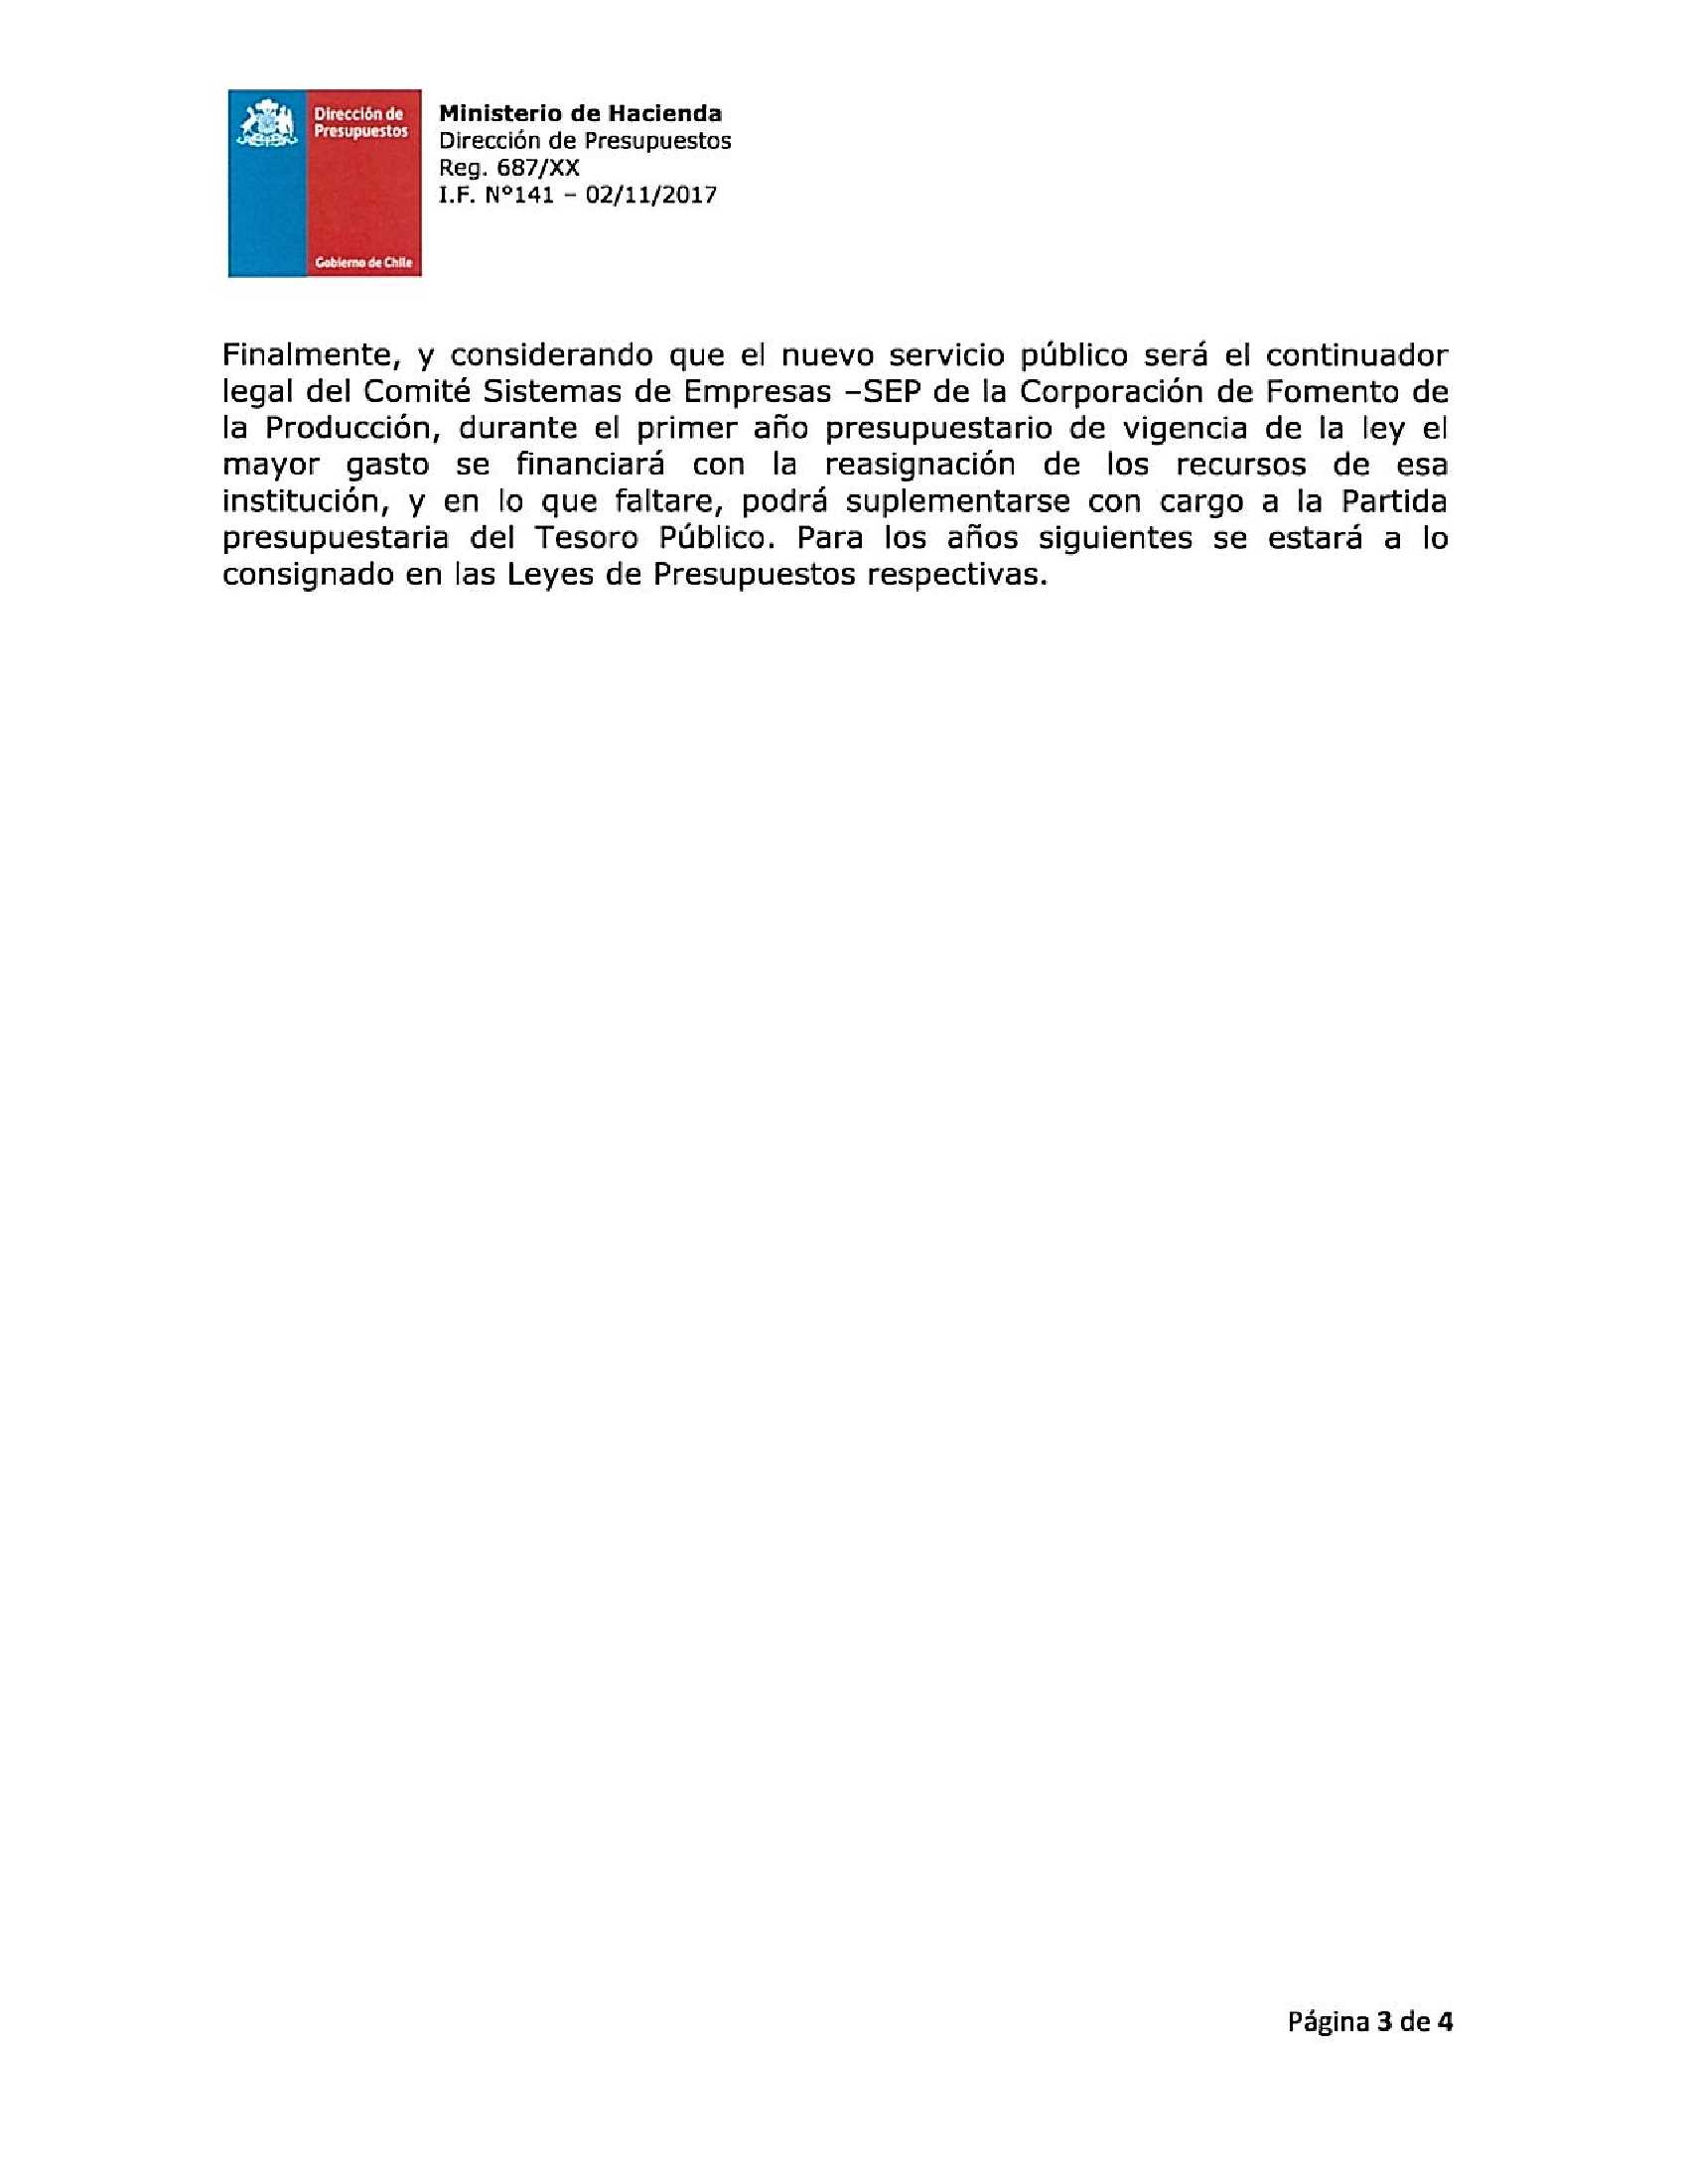 Dirección de
Presupuestos
Gobierno de Chile
Ministerio de Hacienda
Dirección de Presupuestos
Reg. 687/XX
I.F. Nº141 – 02/11/2017
Finalmente, y considerando que el nuevo servicio público será el continuador
legal del Comité Sistemas de Empresas –SEP de la Corporación de Fomento de
la Producción, durante el primer año presupuestario de vigencia de la ley el
mayor gasto se financiará con la reasignación de los recursos de esa
institución, y en lo que faltare, podrá suplementarse con cargo a la Partida
presupuestaria del Tesoro Público. Para los años siguientes se estará a lo
consignado en las Leyes de Presupuestos respectivas.
Página 3 de 4